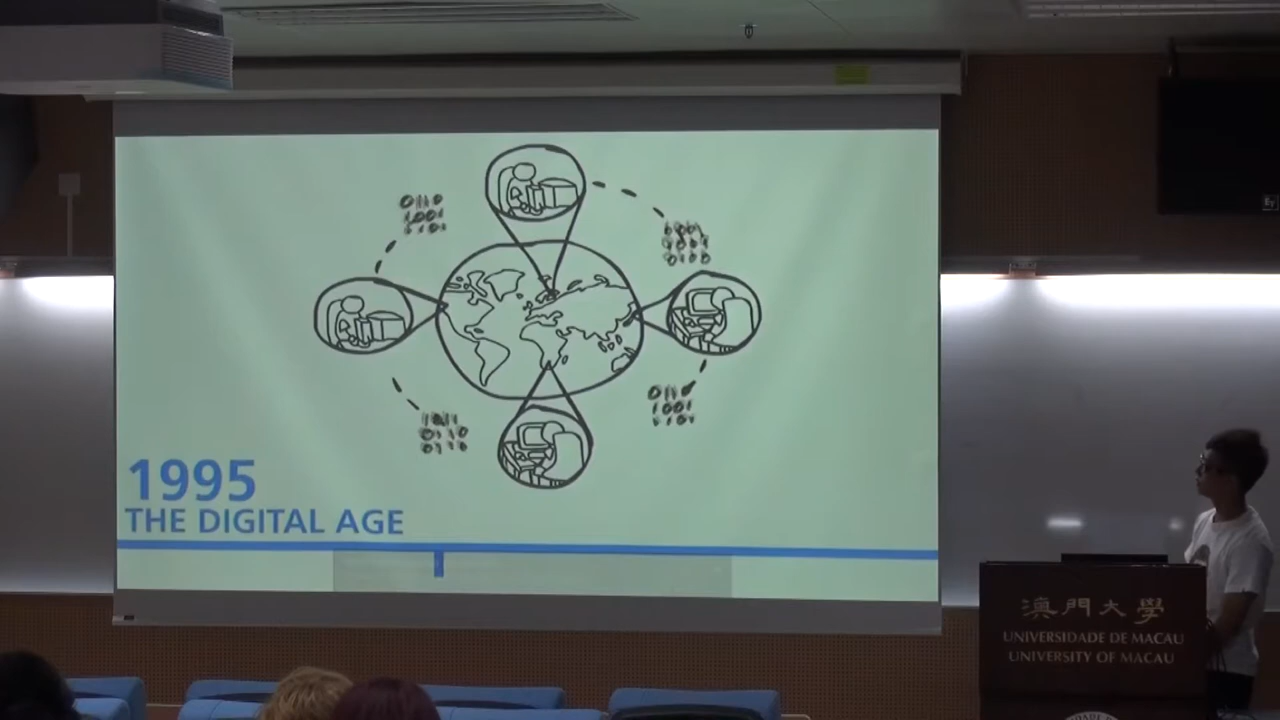 1995
THE DIGITAL AGE
澳門大學
UNIVERSIDADE DE MACAU
UNIVERSITY OF MACAU